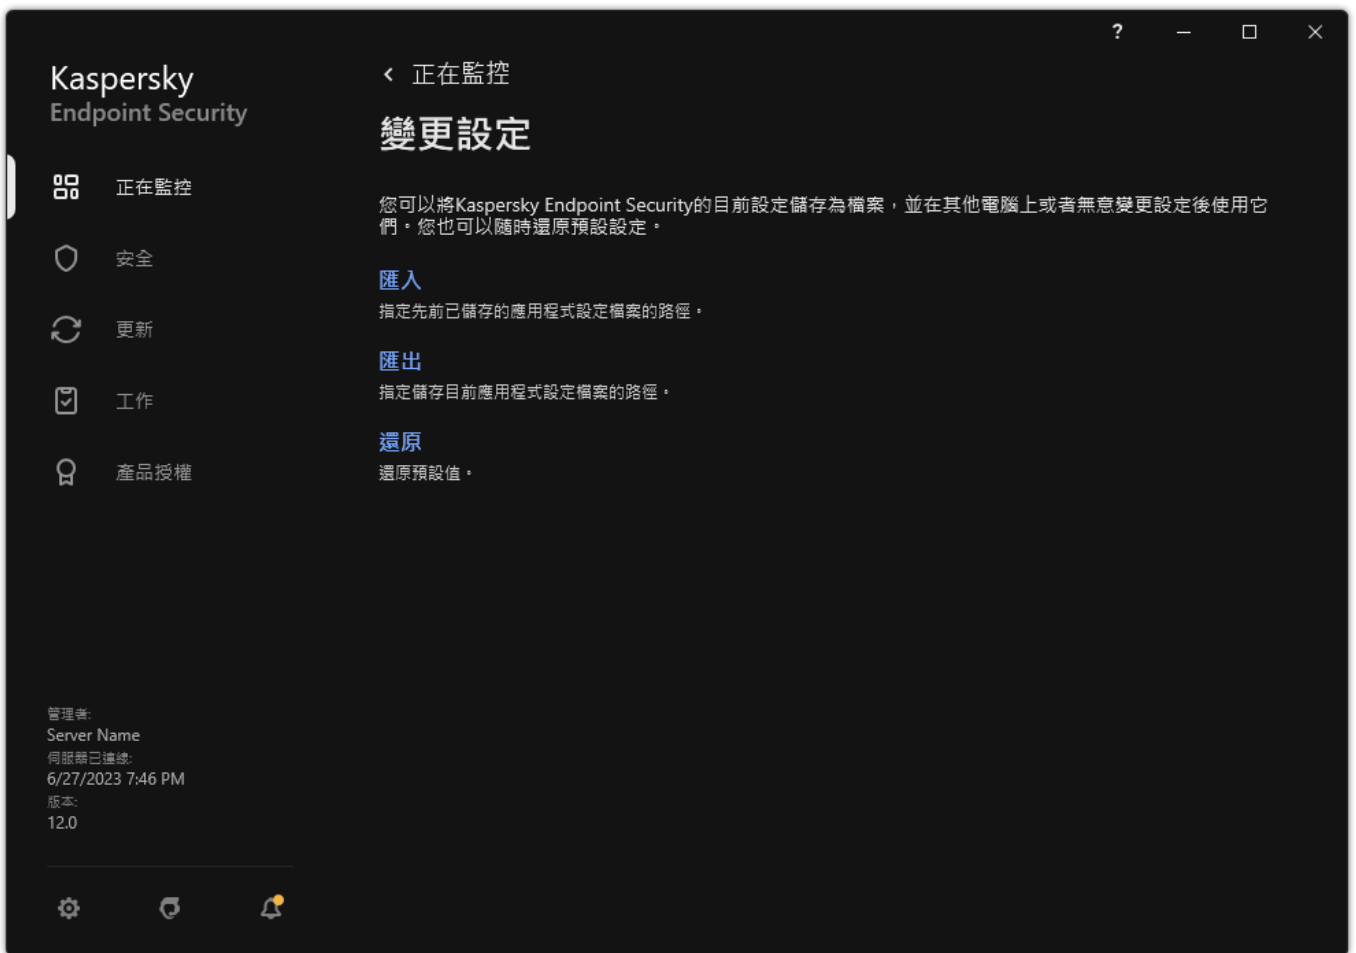 ?
Kaspersky
Endpoint Security
正在監控
安全
更新
工作
產品授權
管理者:
Server Name
伺服器已連線:
6/27/2023 7:46 PM
版本:
12.0
正在監控
變更設定
您可以將Kaspersky Endpoint Security的目前設定儲存為檔案，並在其他電腦上或者無意變更設定後使用它
們。您也可以隨時還原預設設定。
匯入
指定先前已儲存的應用程式設定檔案的路徑。
匯出
指定儲存目前應用程式設定檔案的路徑。
還原
還原預設值。